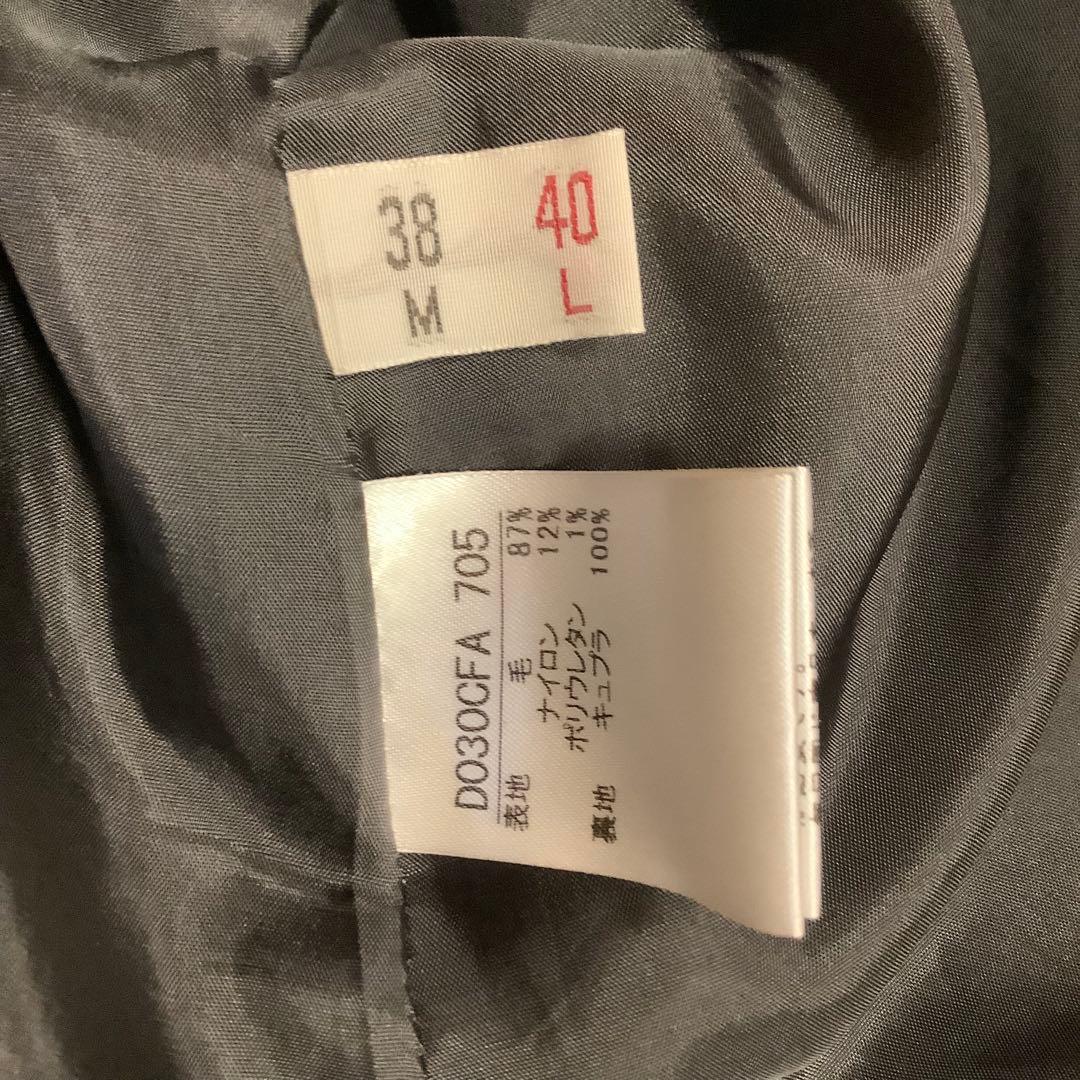 38 40
M L
D030CFA 705
表地 毛 87%
ナイロン 12%
ポリウレタン 1%
裏地 キュプラ 100%